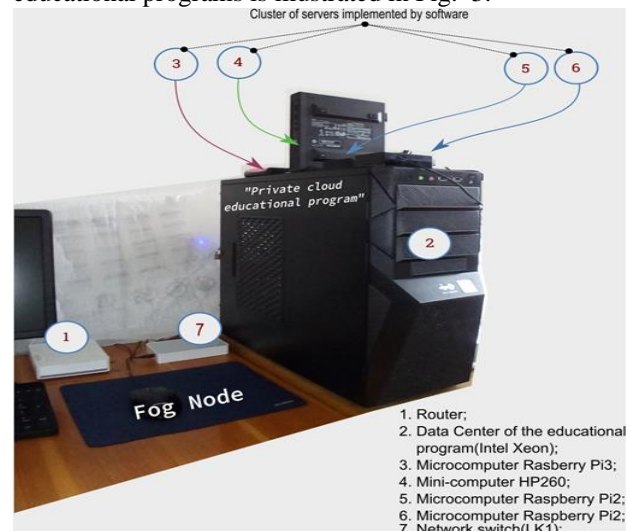 educational programs is illustrated in Fig. 3.
Cluster of servers implemented by software
3
4
5
6
"Private cloud
educational program"
2
1
7
Fog Node
1. Router;
2. Data Center of the educational
program(Intel Xeon);
3. Microcomputer Rasberry Pi3;
4. Mini-computer HP260;
5. Microcomputer Raspberry Pi2;
6. Microcomputer Raspberry Pi2;
7. Network switch(LK1);